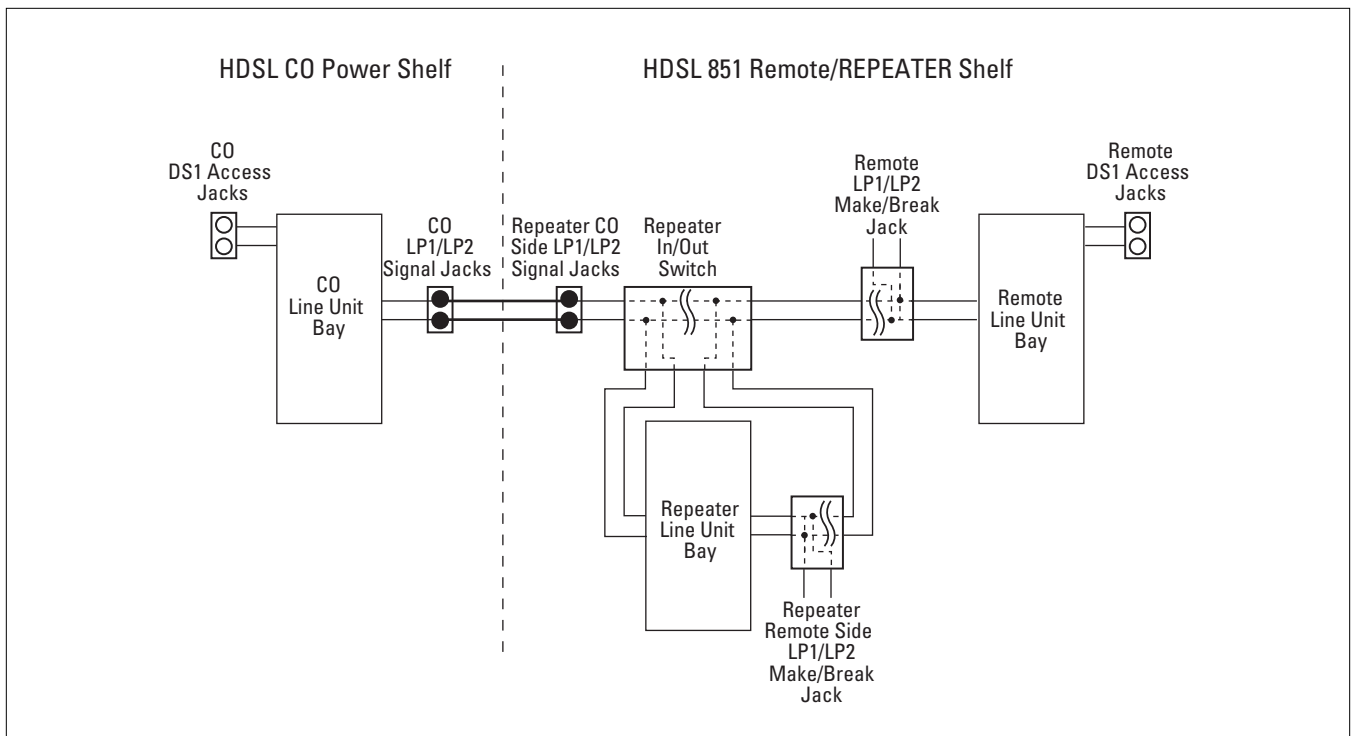 HDSL CO Power Shelf
HDSL 851 Remote/REPEATER Shelf
CO
DS1 Access
Jacks
CO
Line Unit
Bay
CO
LP1/LP2
Signal Jacks
Repeater CO
Side LP1/LP2
Signal Jacks
Repeater
In/Out
Switch
Remote
LP1/LP2
Make/Break
Jack
Remote
DS1 Access
Jacks
Remote
Line Unit
Bay
Repeater
Line Unit
Bay
Repeater
Remote Side
LP1/LP2
Make/Break
Jack